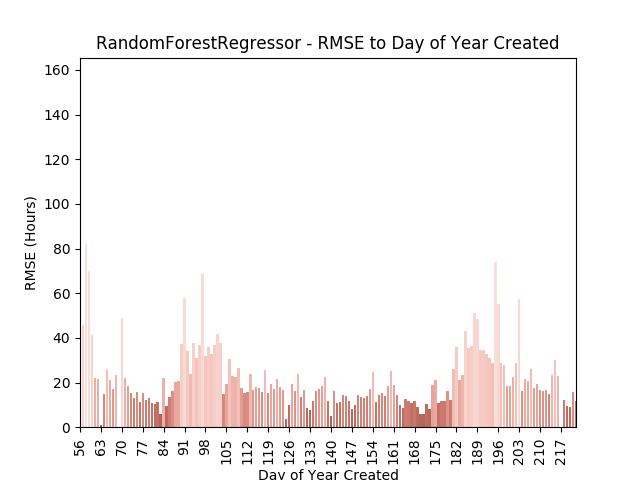 RandomForestRegressor - RMSE to Day of Year Created
160
140
120
100
80
60
40
20
0
RMSE (Hours)
56 63 70 77 84 91 98 105 112 119 126 133 140 147 154 161 168 175 182 189 196 203 210 217
Day of Year Created